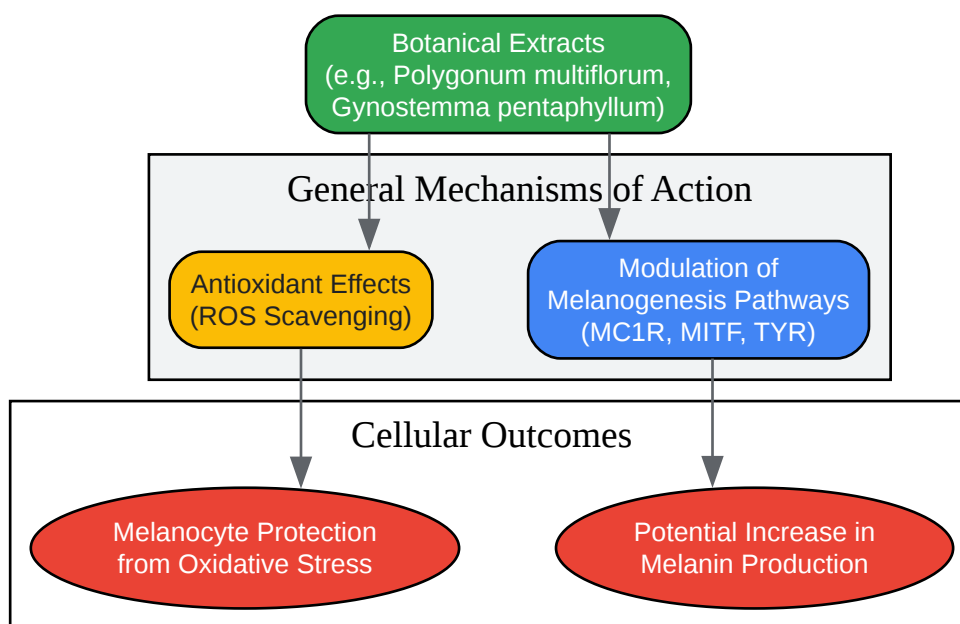 Botanical Extracts
(e.g., Polygonum multiflorum,
Gynostemma pentaphyllum)
General Mechanisms of Action
Antioxidant Effects
(ROS Scavenging)
Modulation of
Melanogenesis Pathways
(MC1R, MITF, TYR)
Cellular Outcomes
Melanocyte Protection
from Oxidative Stress
Potential Increase in
Melanin Production